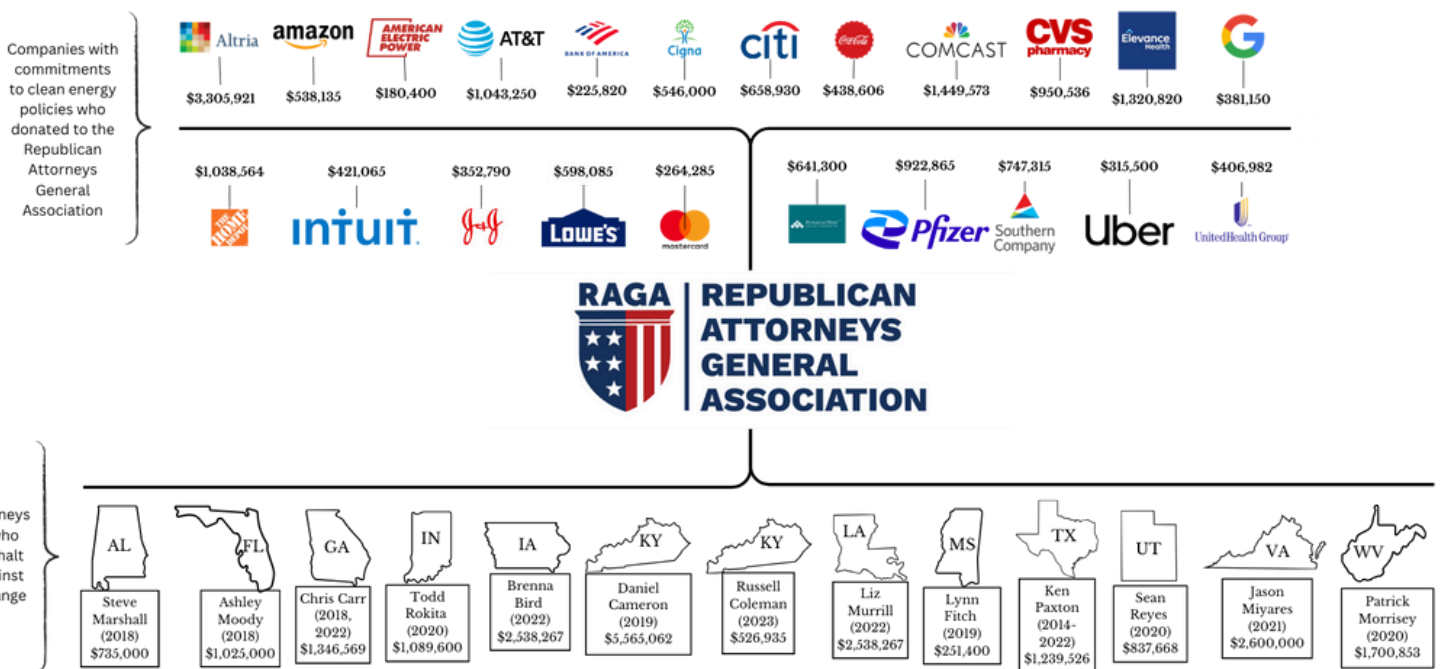 Companies with
commitments
to clean energy
policies who
donated to the
Republican
Attorneys
General
Association
Altria
amazon
AMERICAN
ELECTRIC
POWER
AT&T
BANK OF AMERICA
Cigna
citi
Coca-Cola
COMCAST
CVS
pharmacy
Elevance
Health
G
$3,305,921
$538,135
$180,400
$1,043,250
$225,820
$546,000
$658,930
$438,606
$1,449,573
$950,536
$1,320,820
$381,150
$1,038,564
$421,065
$352,790
$598,085
$264,285
$641,300
$922,865
$747,315
$315,500
$406,982
THE
HOME
DEPOT
INTUIT
J&J
LOWE'S
mastercard
Pfizer
Southern
Company
Uber
UnitedHealth Group
RAGA
REPUBLICAN
ATTORNEYS
GENERAL
ASSOCIATION
AL
Steve
Marshall
(2018)
$735,000
FL
Ashley
Moody
(2018)
$1,025,000
GA
Chris Carr
(2018,
2022)
$1,346,569
IN
Todd
Rokita
(2020)
$1,089,600
IA
Brenna
Bird
(2022)
$2,538,267
KY
Daniel
Cameron
(2019)
$5,565,062
KY
Russell
Coleman
(2023)
$526,935
LA
Liz
Murrill
(2022)
$2,538,267
MS
Lynn
Fitch
(2019)
$251,400
TX
Ken
Paxton
(2014-
2022)
$1,239,526
UT
Sean
Reyes
(2020)
$837,668
VA
Jason
Miyares
(2021)
$2,600,000
WV
Patrick
Morrisey
(2020)
$1,700,853